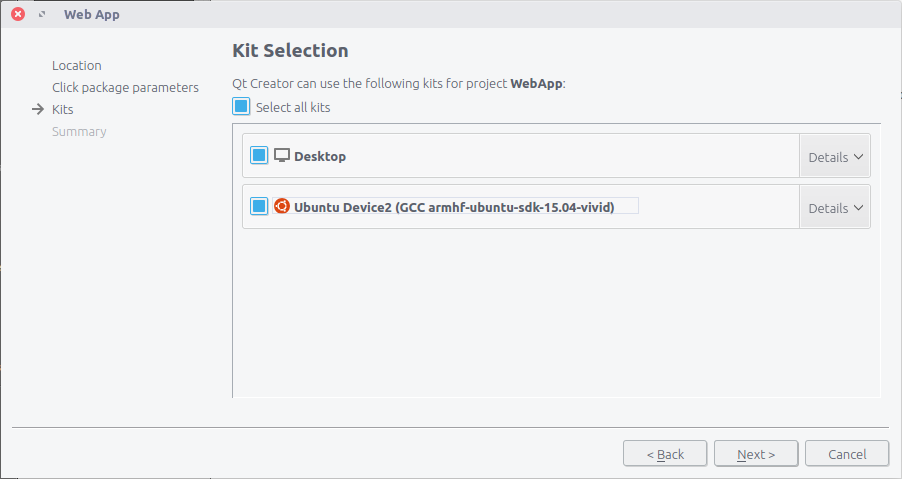 Web App
Location
Click package parameters
Kits
Summary
Kit Selection
Qt Creator can use the following kits for project WebApp:
Select all kits
Desktop
Details
Ubuntu Device2 (GCC armhf-ubuntu-sdk-15.04-vivid)
Details
< Back
Next >
Cancel